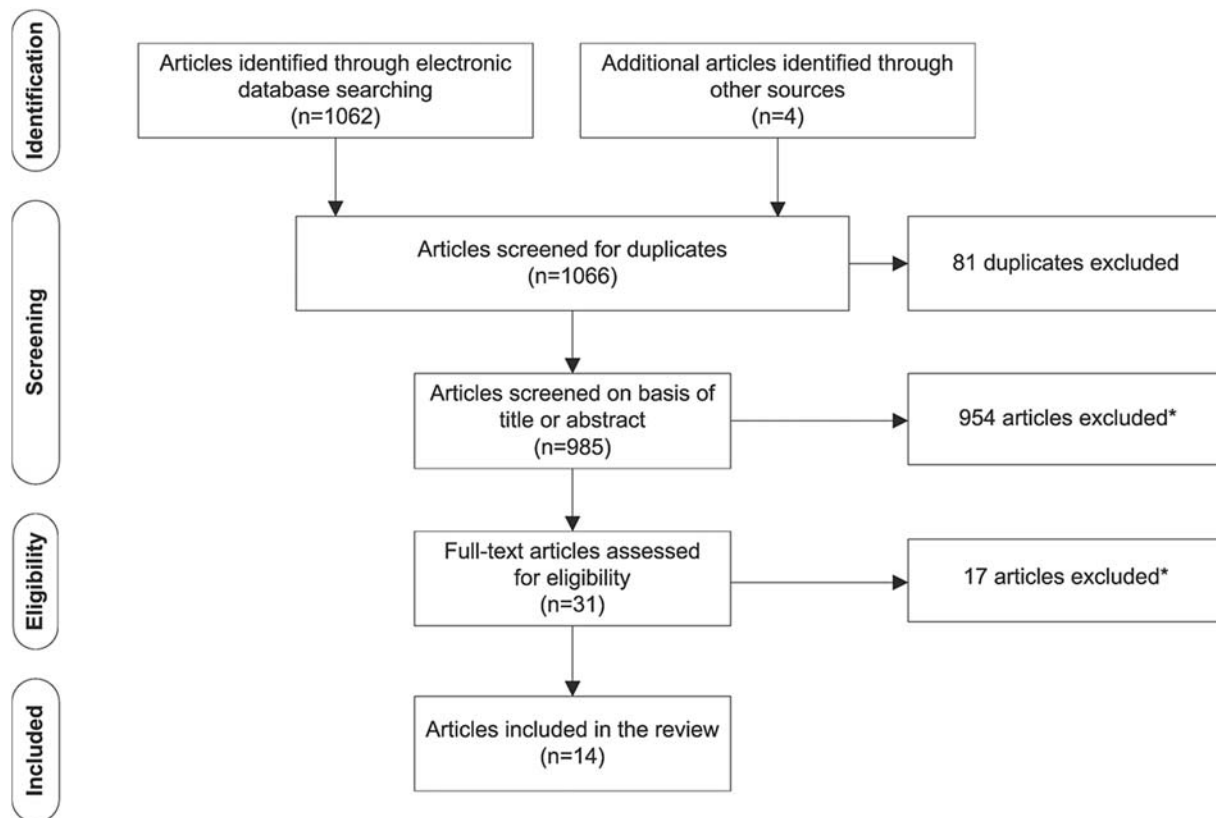 Identification
Articles identified through electronic
database searching
(n=1062)
Additional articles identified through
other sources
(n=4)
Screening
Articles screened for duplicates
(n=1066)
81 duplicates excluded
Articles screened on basis of
title or abstract
(n=985)
954 articles excluded*
Eligibility
Full-text articles assessed
for eligibility
(n=31)
17 articles excluded*
Included
Articles included in the review
(n=14)